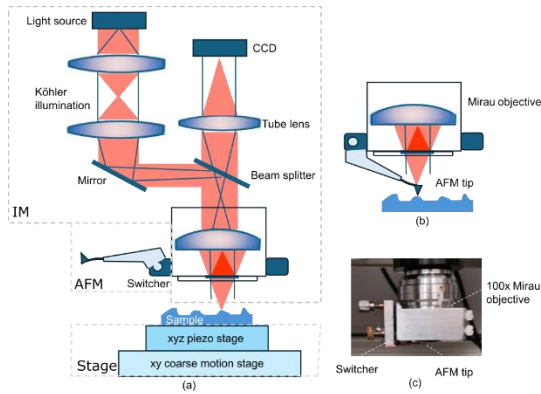 Light source
CCD
Köhler
illumination
Tube lens
Mirror
Beam splitter
IM
AFM
Switcher
Sample
xyz piezo stage
Stage
xy coarse motion stage
(a)
Mirau objective
AFM tip
(b)
100x Mirau
objective
Switcher
AFM tip
(c)